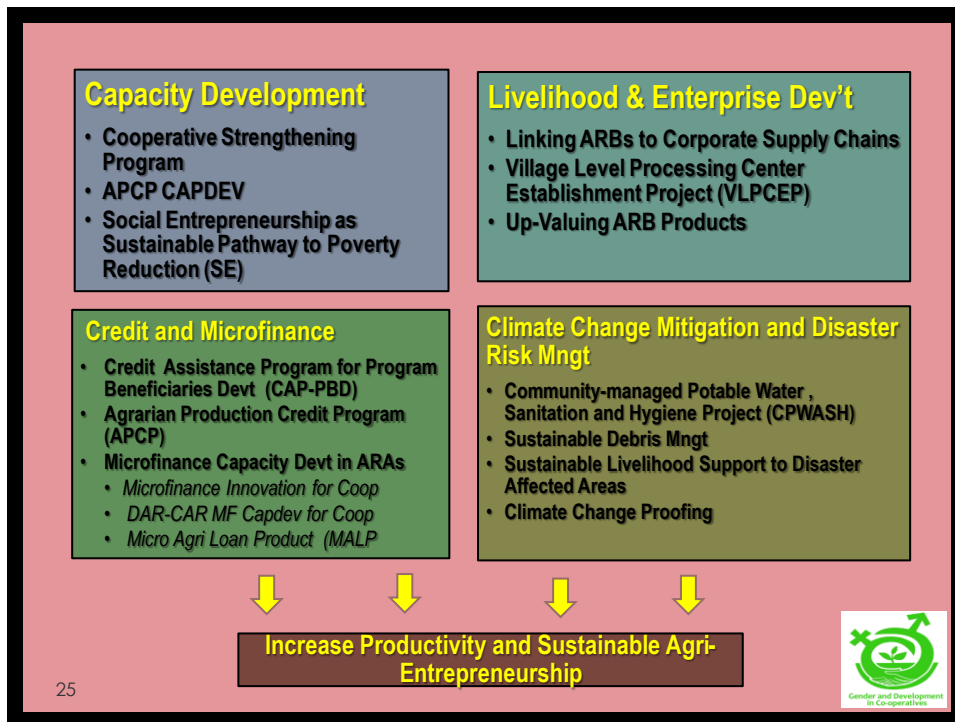 Capacity Development
• Cooperative Strengthening
Program
• APCP CAPDEV
• Social Entrepreneurship as
Sustainable Pathway to Poverty
Reduction (SE)
Livelihood & Enterprise Dev’t
• Linking ARBs to Corporate Supply Chains
• Village Level Processing Center
Establishment Project (VLPCEP)
• Up-Valuing ARB Products
Credit and Microfinance
• Credit Assistance Program for Program
Beneficiaries Devt (CAP-PBD)
• Agrarian Production Credit Program
(APCP)
• Microfinance Capacity Devt in ARAs
• Microfinance Innovation for Coop
• DAR-CAR MF Capdev for Coop
• Micro Agri Loan Product (MALP
Climate Change Mitigation and Disaster
Risk Mngt
• Community-managed Potable Water ,
Sanitation and Hygiene Project (CPWASH)
• Sustainable Debris Mngt
• Sustainable Livelihood Support to Disaster
Affected Areas
• Climate Change Proofing
Increase Productivity and Sustainable Agri-
Entrepreneurship
25
Gender and Development
in Co-operatives